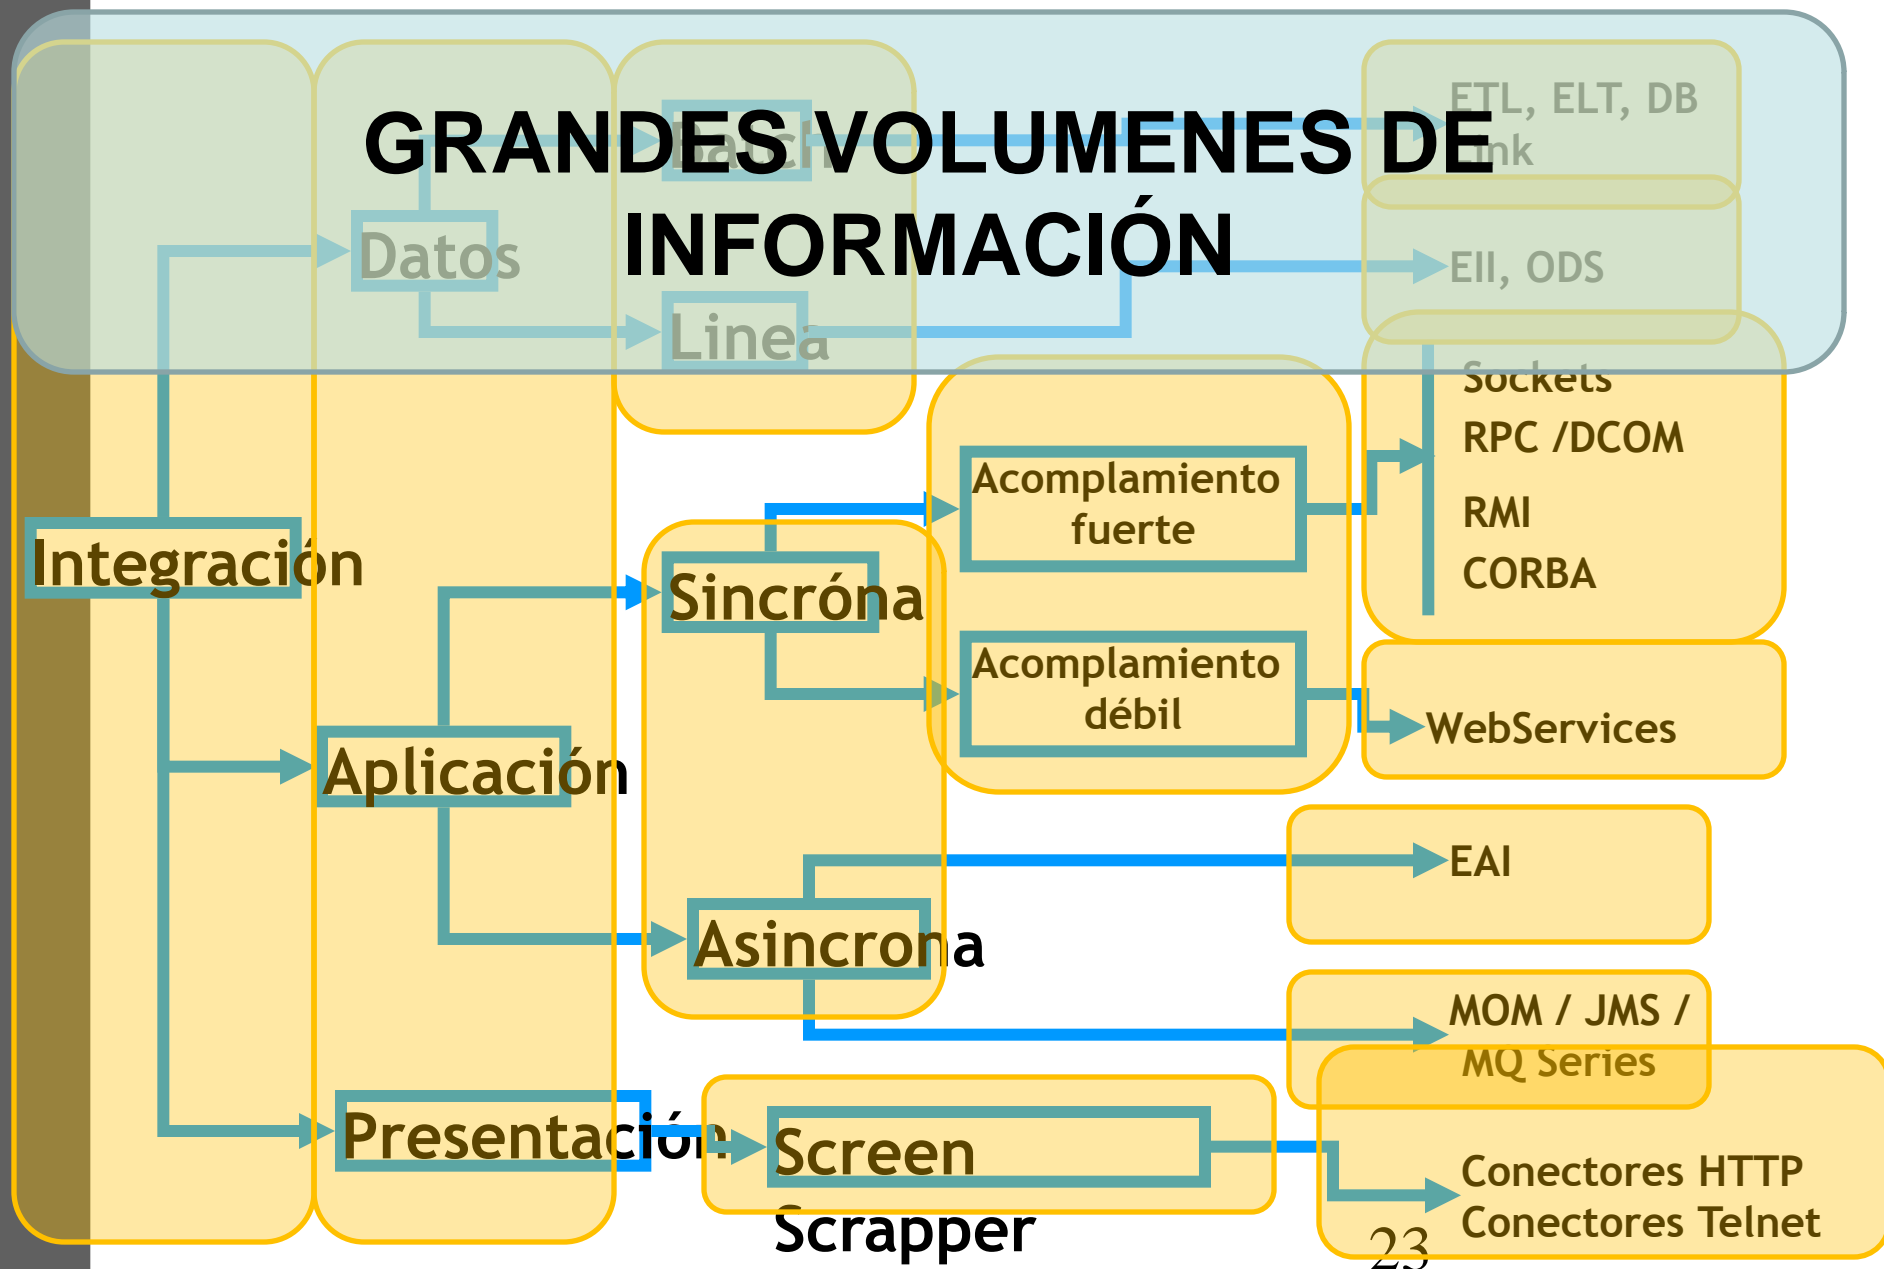 GRANDES VOLUMENES DE
INFORMACIÓN
Batch
ETL, ELT, DB
Link
Datos
EII, ODS
Linea
Sockets
RPC /DCOM
RMI
CORBA
Acomplamiento
fuerte
Integración
Sincróna
Acomplamiento
débil
WebServices
Aplicación
EAI
Asincrona
MOM / JMS /
MQ Series
Presentación
Screen
Scrapper
Conectores HTTP
Conectores Telnet
23